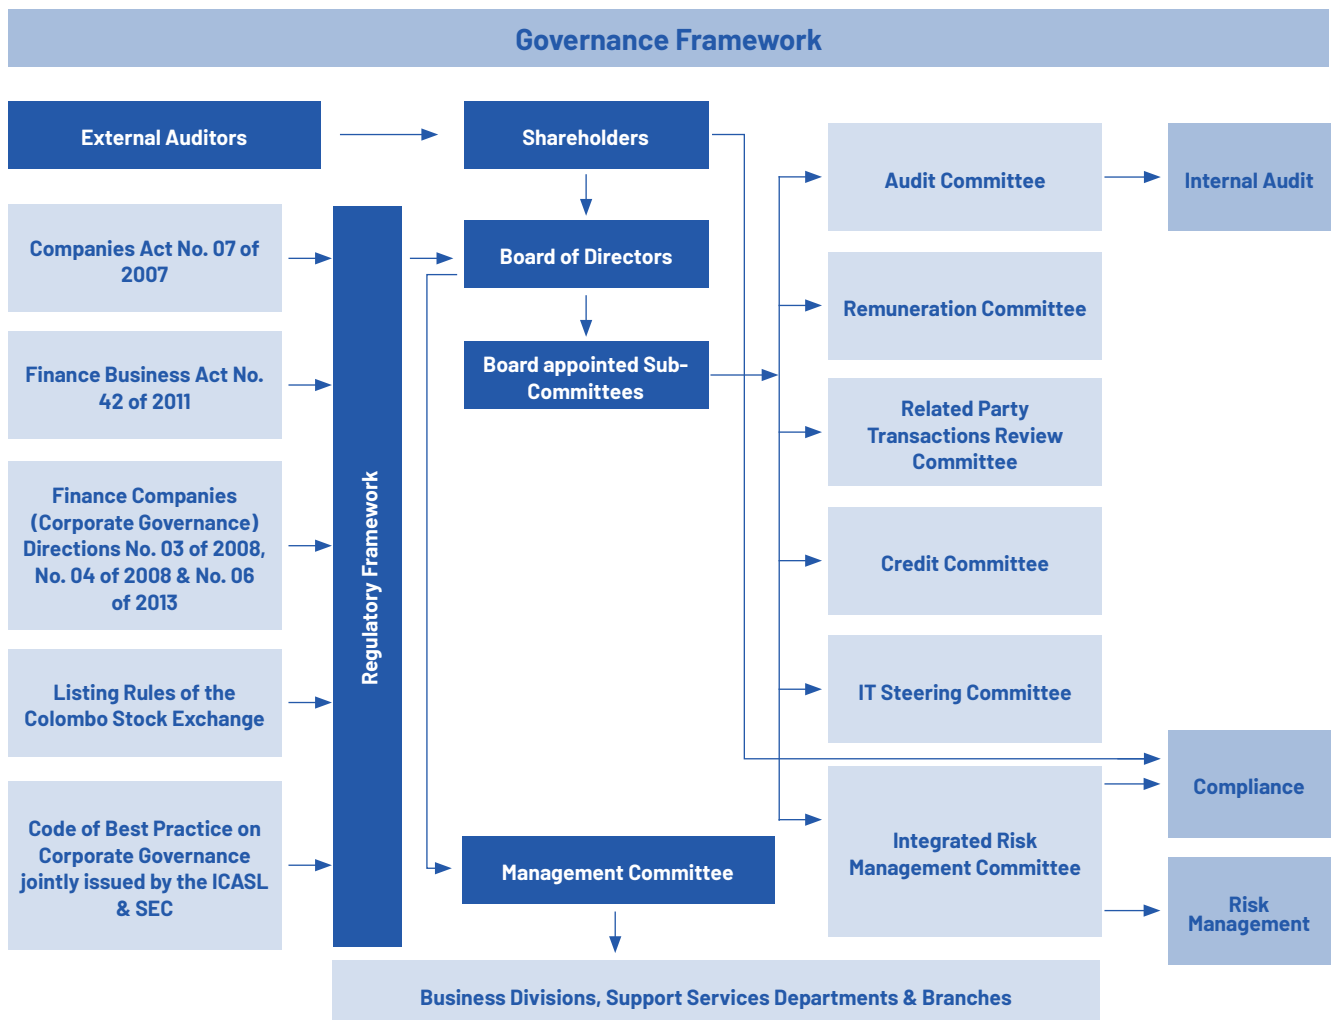 Governance Framework
External Auditors
Shareholders
Audit Committee
Internal Audit
Companies Act No. 07 of
2007
Board of Directors
Remuneration Committee
Finance Business Act No.
42 of 2011
Board appointed Sub-
Committees
Related Party
Transactions Review
Committee
Finance Companies
(Corporate Governance)
Directions No. 03 of 2008,
No. 04 of 2008 & No. 06
of 2013
Regulatory Framework
Credit Committee
Listing Rules of the
Colombo Stock Exchange
IT Steering Committee
Compliance
Code of Best Practice on
Corporate Governance
jointly issued by the ICASL
& SEC
Management Committee
Integrated Risk
Management Committee
Risk
Management
Business Divisions, Support Services Departments & Branches